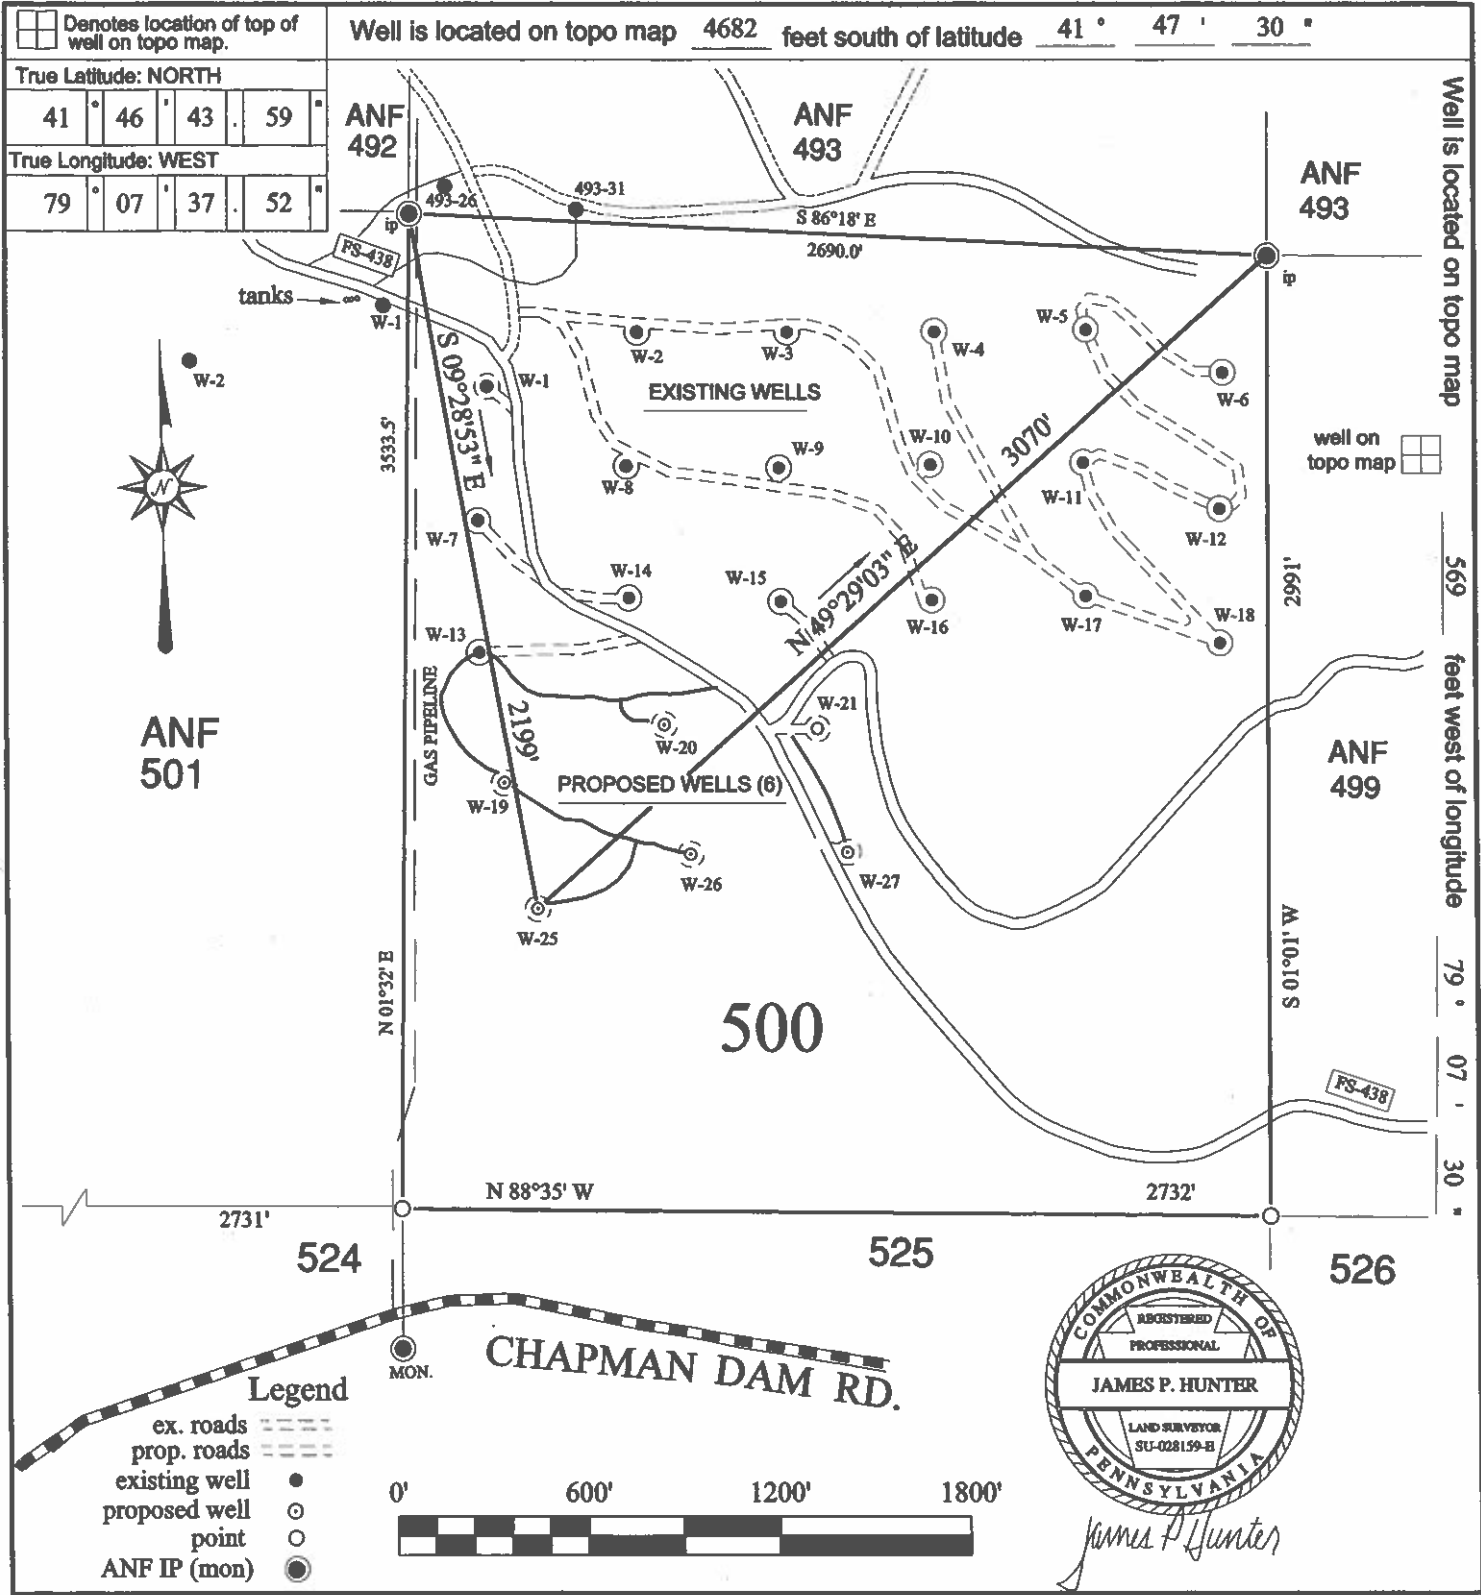 Denotes location of top of
well on topo map.
Well is located on topo map 4682 feet south of latitude 41 ° 47 ' 30 "
True Latitude: NORTH
41 ° 46 ' 43 . 59 "
True Longitude: WEST
79 ° 07 ' 37 . 52 "
ANF
492
ANF
493
ANF
493
Well is located on topo map 569 feet west of longitude 79 ° 07 ' 30 "
493-26
493-31
ip
S 86°18' E
2690.0'
ip
FS-438
tanks
W-1
W-2
W-1
W-2
W-3
W-4
W-5
W-6
EXISTING WELLS
S 09°28'53" E
3533.5'
3070'
W-7
W-8
W-9
W-10
W-11
W-12
well on
topo map
N
N 49°29'03" E
2991'
W-13
W-14
W-15
W-16
W-17
W-18
GAS PIPELINE
2199'
W-20
W-21
ANF
501
ANF
499
PROPOSED WELLS (6)
W-19
W-26
W-27
W-25
N 01°32' E
S 01°01' W
500
FS-438
N 88°35' W
2732'
2731'
524
525
526
CHAPMAN DAM RD.
MON.
Legend
ex. roads
prop. roads
existing well
proposed well
point
ANF IP (mon)
0' 600' 1200' 1800'
COMMONWEALTH OF
REGISTERED
PROFESSIONAL
JAMES P. HUNTER
LAND SURVEYOR
SU-028159-E
PENNSYLVANIA
James P Hunter